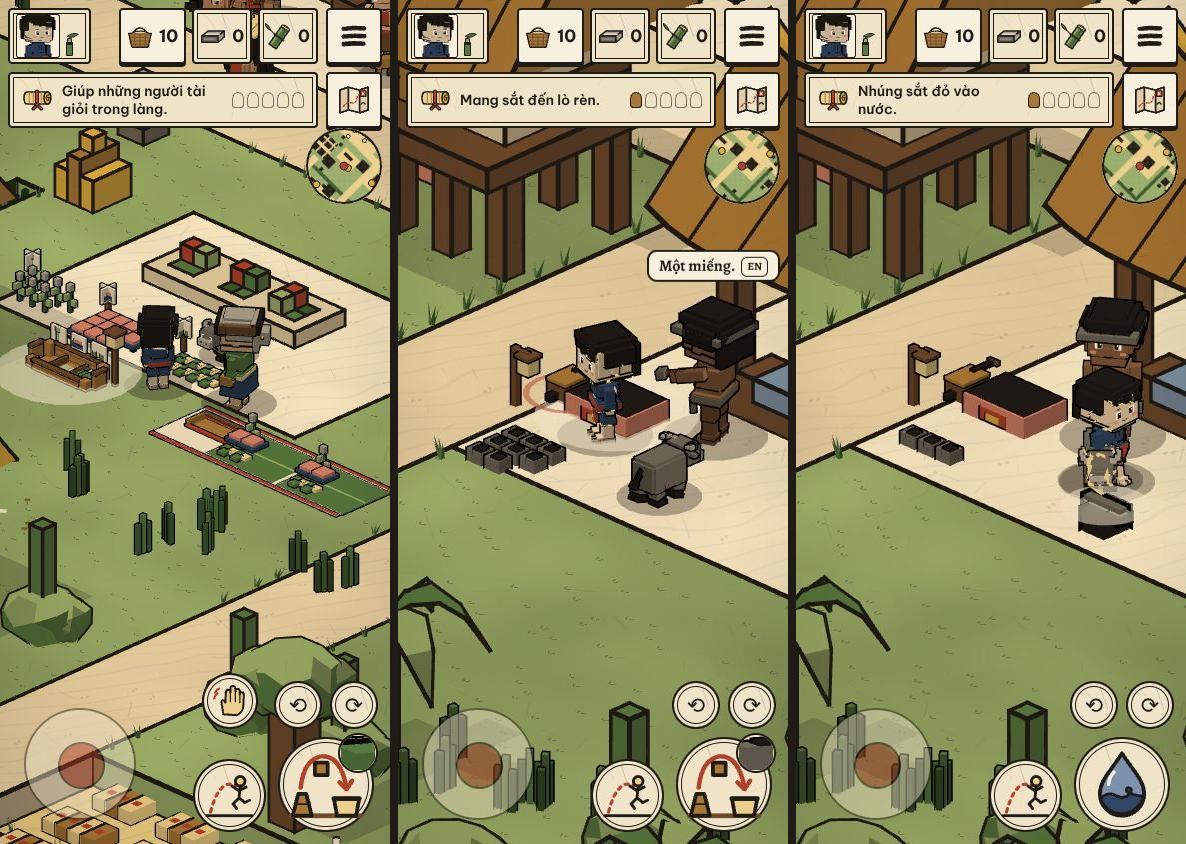 10
0
0
Giúp những người tài
giỏi trong làng.
10
0
0
Mang sắt đến lò rèn.
Một miếng. EN
10
0
0
Nhúng sắt đỏ vào
nước.